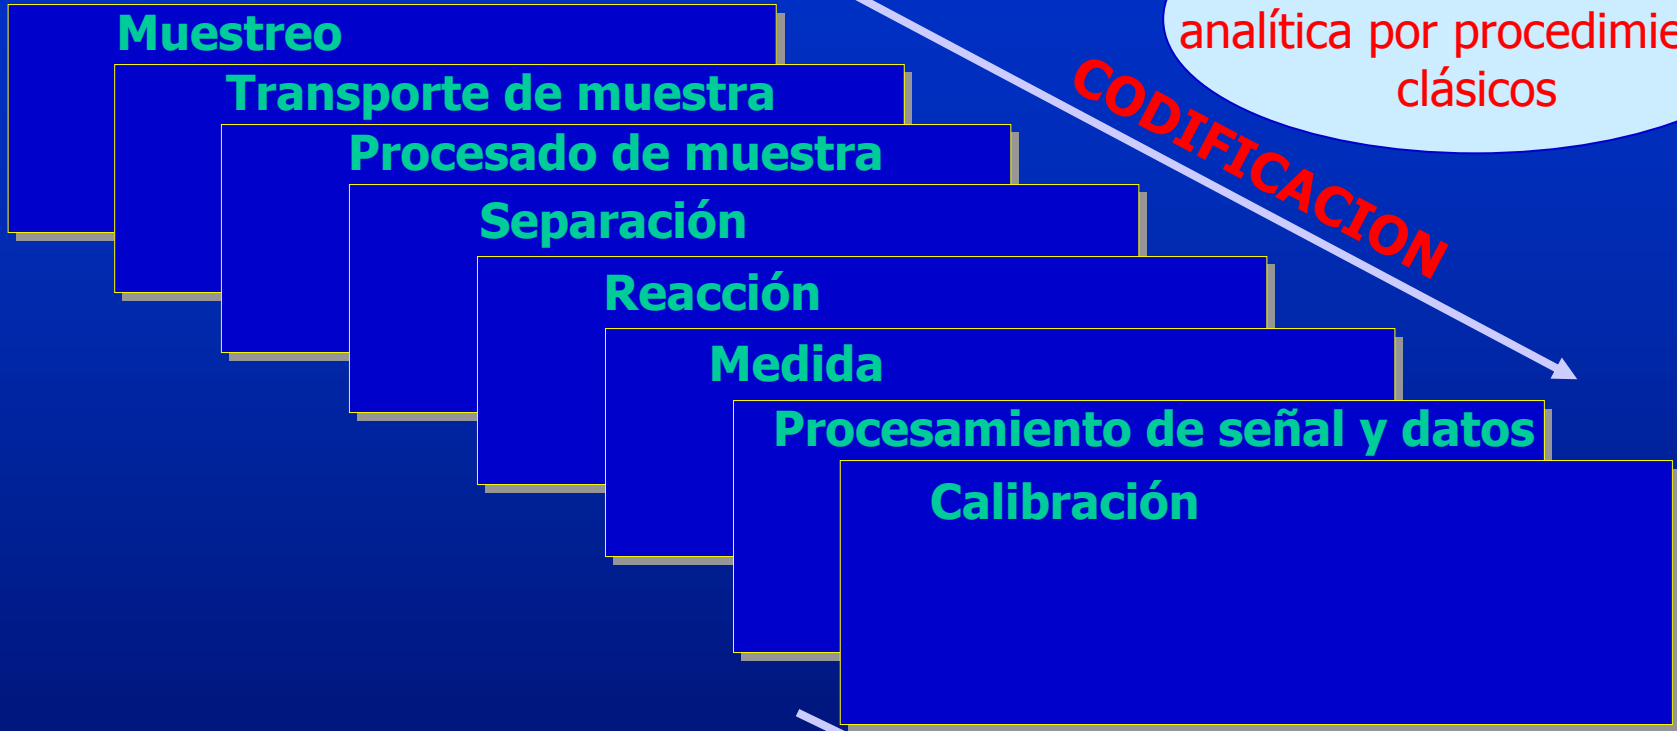 Muestreo
Transporte de muestra
Procesado de muestra
Separación
Reacción
Medida
Procesamiento de señal y datos
Calibración
CODIFICACION
analítica por
clásicos